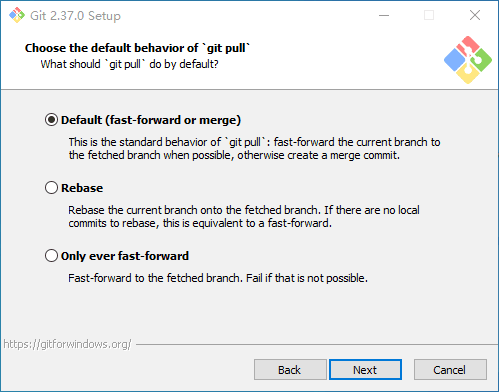 Git 2.37.0 Setup
Choose the default behavior of `git pull`
What should `git pull` do by default?
Default (fast-forward or merge)
This is the standard behavior of `git pull`: fast-forward the current branch to
the fetched branch when possible, otherwise create a merge commit.
Rebase
Rebase the current branch onto the fetched branch. If there are no local
commits to rebase, this is equivalent to a fast-forward.
Only ever fast-forward
Fast-forward to the fetched branch. Fail if that is not possible.
https://gitforwindows.org/
Back Next Cancel